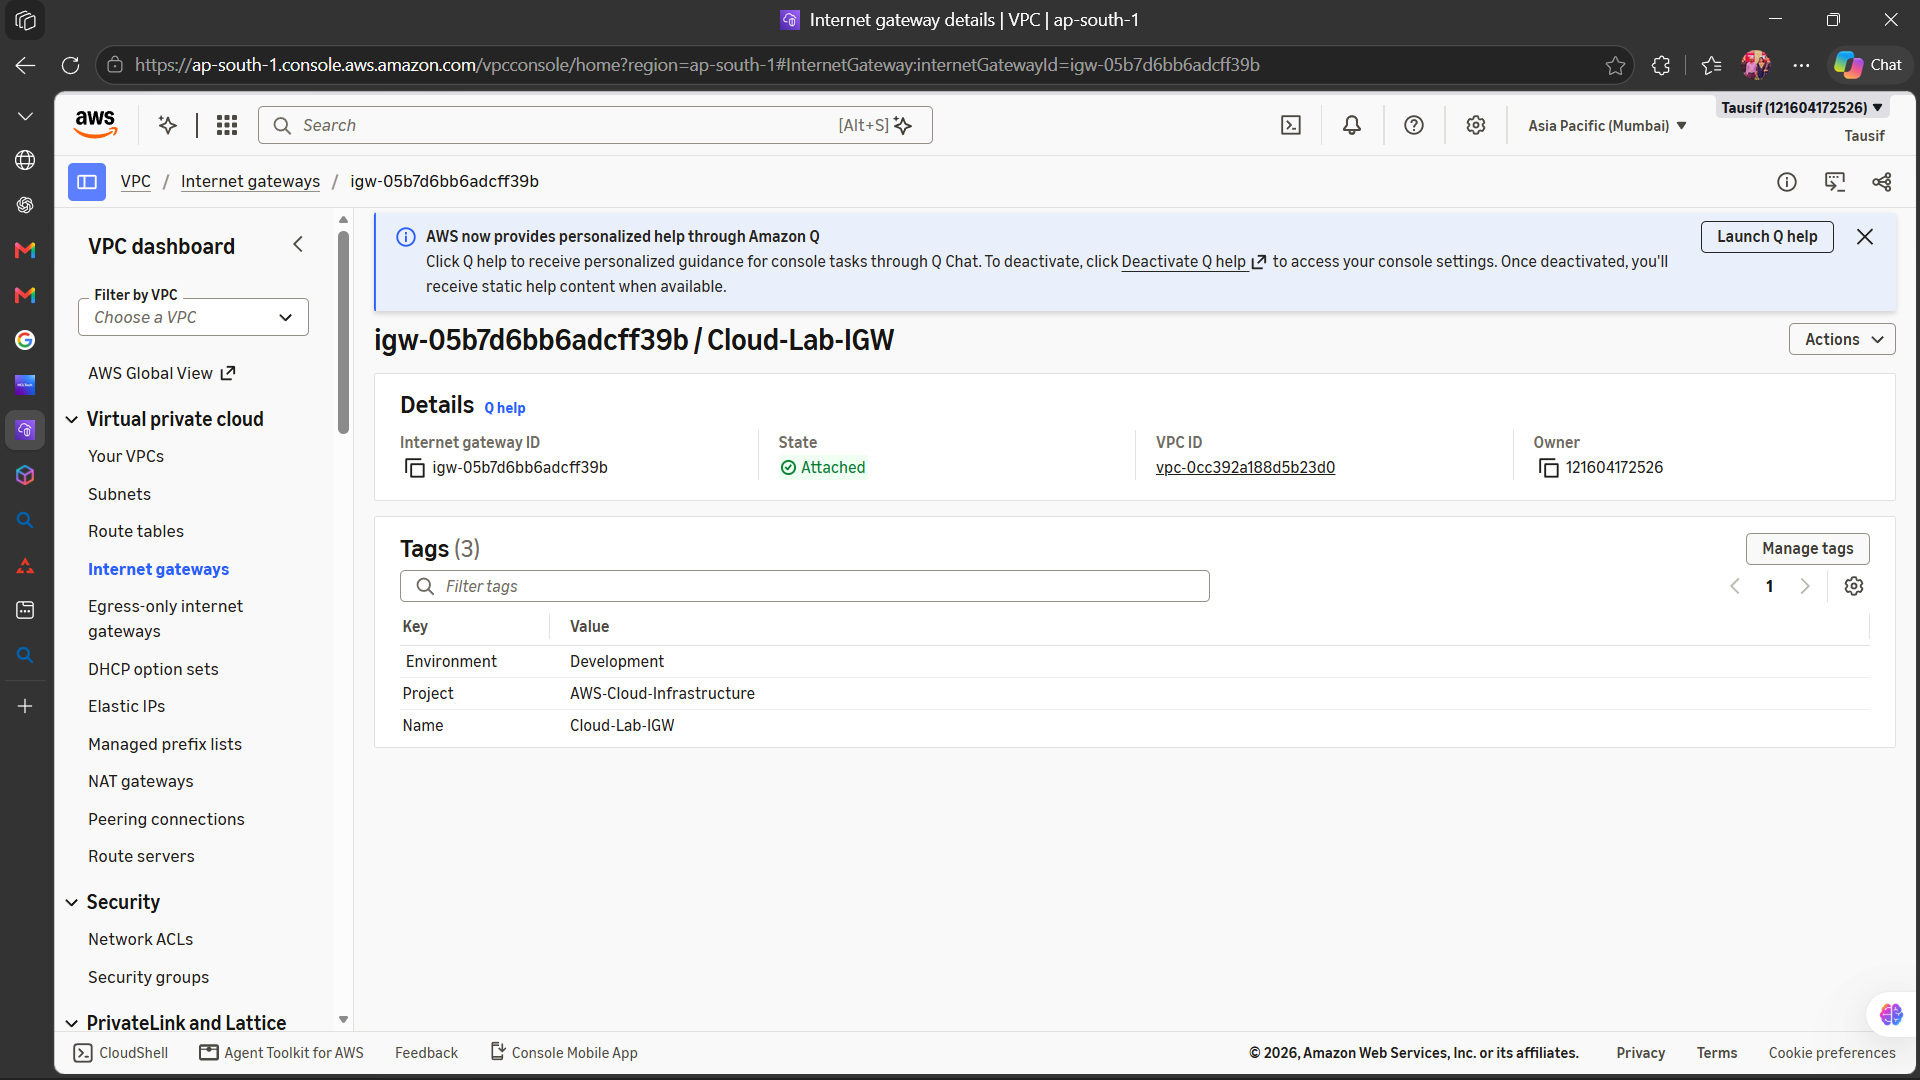 Internet gateway details | VPC | ap-south-1
https://ap-south-1.console.aws.amazon.com/vpcconsole/home?region=ap-south-1#InternetGateway:internetGatewayId=igw-05b7d6bb6adcff39b
Chat
aws
Search [Alt+S]
Asia Pacific (Mumbai)
Tausif (121604172526)
Tausif
VPC / Internet gateways / igw-05b7d6bb6adcff39b
VPC dashboard
Filter by VPC
Choose a VPC
AWS Global View
Virtual private cloud
Your VPCs
Subnets
Route tables
Internet gateways
Egress-only internet
gateways
DHCP option sets
Elastic IPs
Managed prefix lists
NAT gateways
Peering connections
Route servers
Security
Network ACLs
Security groups
PrivateLink and Lattice
AWS now provides personalized help through Amazon Q
Click Q help to receive personalized guidance for console tasks through Q Chat. To deactivate, click Deactivate Q help to access your console settings. Once deactivated, you'll
receive static help content when available.
Launch Q help
igw-05b7d6bb6adcff39b / Cloud-Lab-IGW
Actions
Details Q help
Internet gateway ID
igw-05b7d6bb6adcff39b
State
Attached
VPC ID
vpc-0cc392a188d5b23d0
Owner
121604172526
Tags (3)
Manage tags
Filter tags
1
Key Value
Environment Development
Project AWS-Cloud-Infrastructure
Name Cloud-Lab-IGW
CloudShell
Agent Toolkit for AWS
Feedback
Console Mobile App
© 2026, Amazon Web Services, Inc. or its affiliates.
Privacy
Terms
Cookie preferences